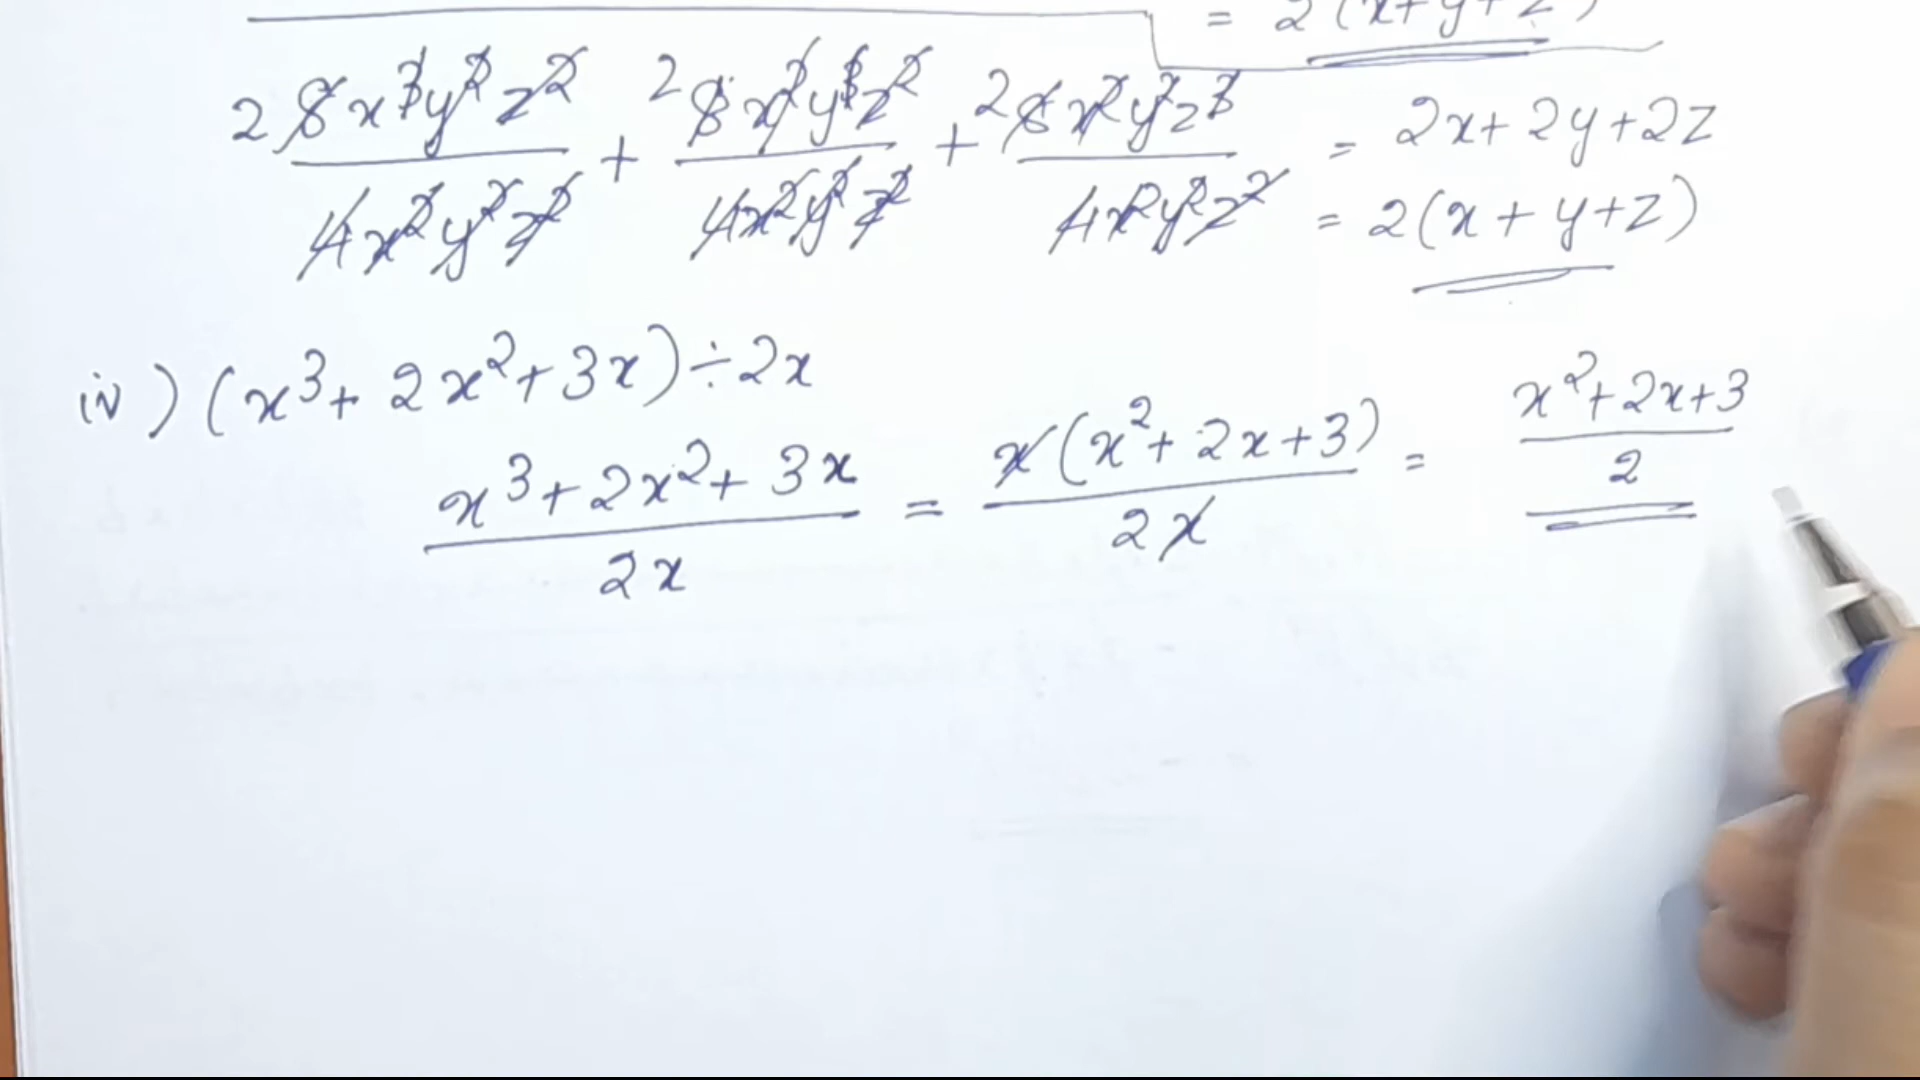 = 2(x+y+z)
2 8x³y²z²/4x²y²z² + 2 8x²y³z²/4x²y²z² + 2 8x²y²z³/4x²y²z² = 2x+2y+2z
= 2(x+y+z)
iv) (x³+2x²+3x)÷2x
x³+2x²+3x/2x = x(x²+2x+3)/2x = x²+2x+3/2